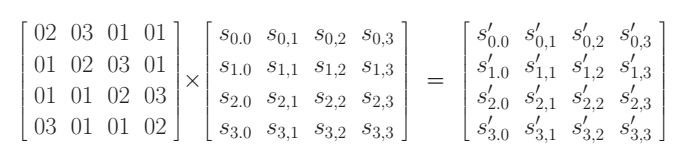 02 03 01 01 s0.0 s0,1 s0,2 s0,3 s′0.0 s′0,1 s′0,2 s′0,3
01 02 03 01 × s1.0 s1,1 s1,2 s1,3 = s′1.0 s′1,1 s′1,2 s′1,3
01 01 02 03 s2.0 s2,1 s2,2 s2,3 s′2.0 s′2,1 s′2,2 s′2,3
03 01 01 02 s3.0 s3,1 s3,2 s3,3 s′3.0 s′3,1 s′3,2 s′3,3